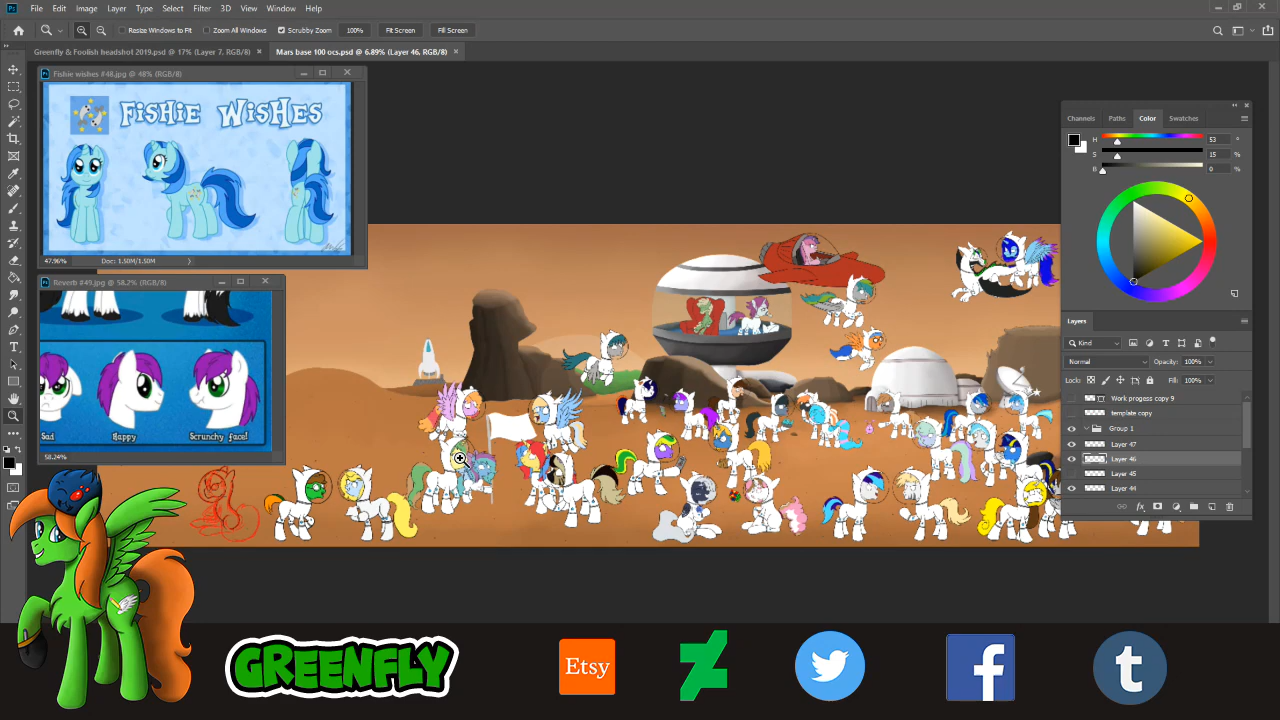 Ps File Edit Image Layer Type Select Filter 3D View Window Help
Resize Windows to Fit Zoom All Windows Scrubby Zoom 100% Fit Screen Fill Screen
Greenfly & Foolish headshot 2019.psd @ 17% (Layer 7, RGB/8) × Mars base 100 ocs.psd @ 6.89% (Layer 46, RGB/8) ×
Fishie wishes #48.jpg @ 48% (RGB/8)
Fishie Wishes
47.96% Doc: 1.50M/1.50M
Reverb #49.jpg @ 58.2% (RGB/8)
Sad Happy Scrunchy Face!
58.24%
Channels Paths Color Swatches
H 53 °
S 15 %
B 0 %
Layers
Kind
Normal Opacity: 100%
Locks: Fill: 100%
Work progess copy 9
template copy
Group 1
Layer 47
Layer 46
Layer 45
Layer 44
fx
GREENFLY
Etsy
f
t